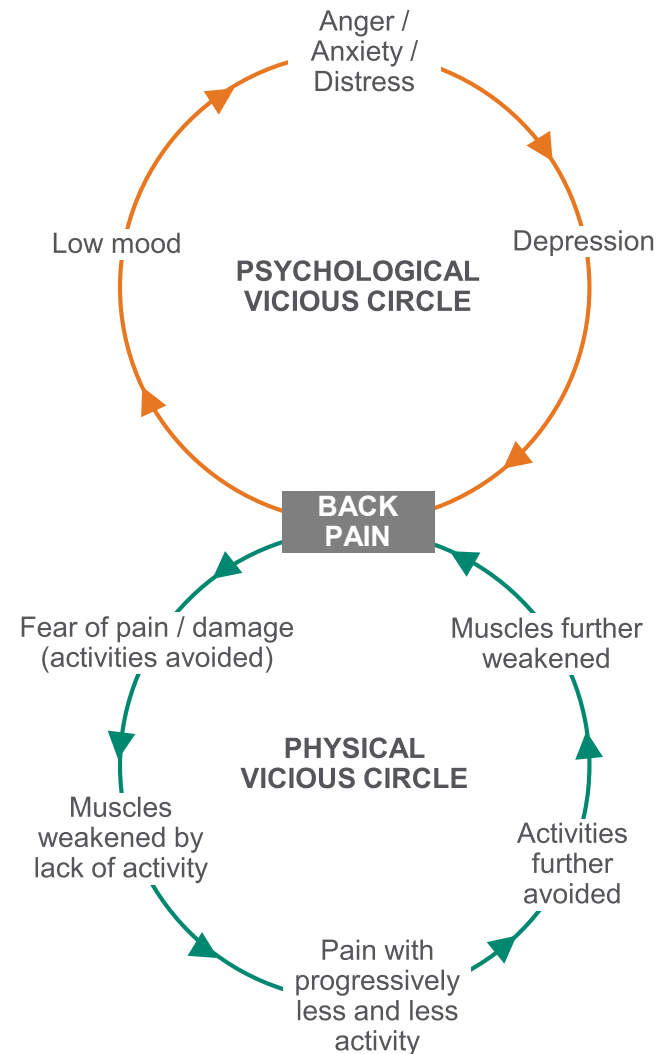 Anger /
Anxiety /
Distress
Low mood
Depression
PSYCHOLOGICAL
VICIOUS CIRCLE
BACK
PAIN
Fear of pain / damage
(activities avoided)
Muscles further
weakened
PHYSICAL
VICIOUS CIRCLE
Muscles
weakened by
lack of activity
Activities
further
avoided
Pain with
progressively
less and less
activity